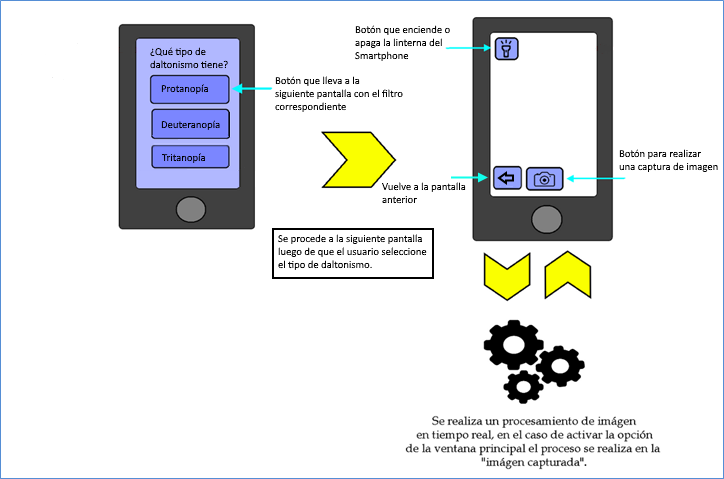 ¿Qué tipo de
daltonismo tiene?
Protanopía
Deuteranopía
Tritanopía
Botón que lleva a la
siguiente pantalla con el filtro
correspondiente
Botón que enciende o
apaga la linterna del
Smartphone
Botón para realizar
una captura de imagen
Vuelve a la pantalla
anterior
Se procede a la siguiente pantalla
luego de que el usuario seleccione
el tipo de daltonismo.
Se realiza un procesamiento de imágen
en tiempo real, en el caso de activar la opción
de la ventana principal el proceso se realiza en la
"imágen capturada".